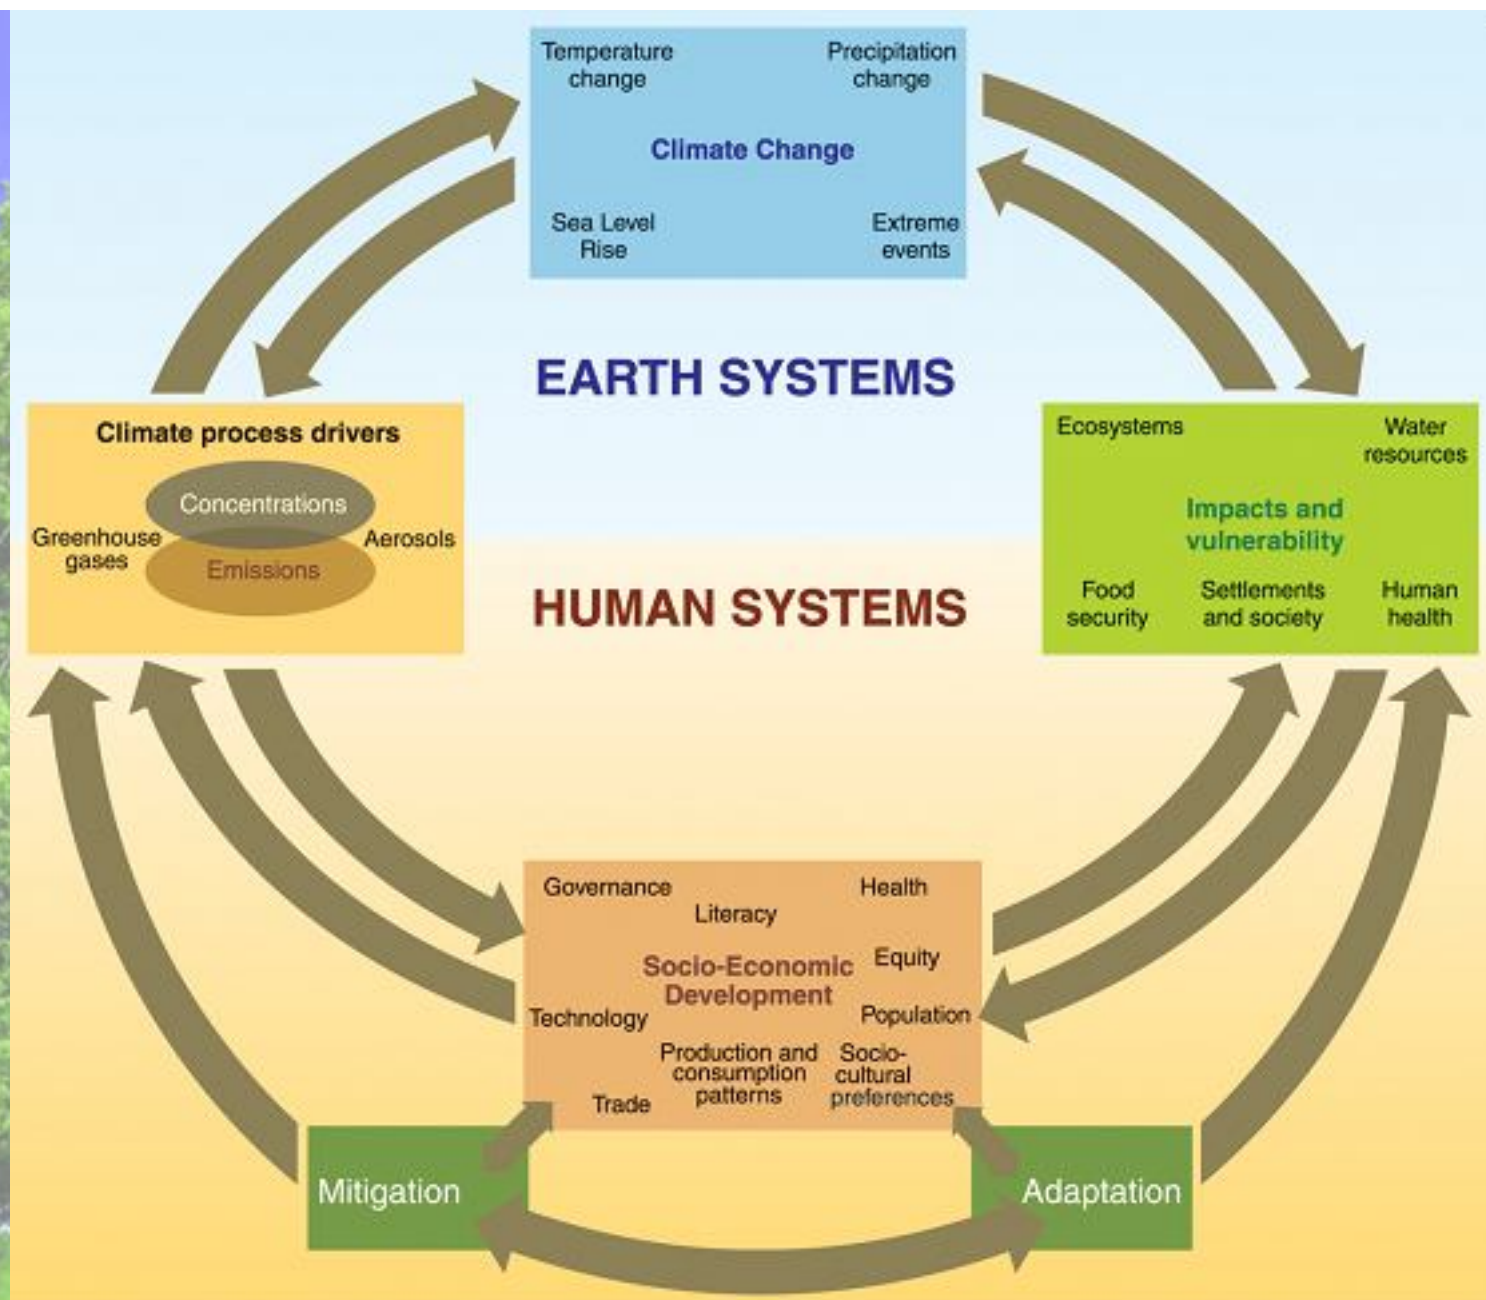 Temperature
change
Precipitation
change
Climate Change
Sea Level
Rise
Extreme
events
EARTH SYSTEMS
Climate process drivers
Concentrations
Greenhouse
gases
Aerosols
Emissions
Ecosystems
Water
resources
Impacts and
vulnerability
Food
security
Settlements
and society
Human
health
HUMAN SYSTEMS
Governance
Health
Literacy
Equity
Socio-Economic
Development
Technology
Population
Production and
consumption
patterns
Socio-
cultural
preferences
Trade
Mitigation
Adaptation